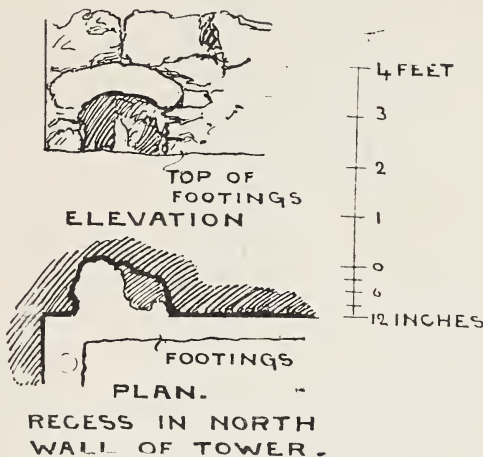 4 FEET
3
2
1
0
6
12 INCHES
TOP OF
FOOTINGS
ELEVATION
FOOTINGS
PLAN.
RECESS IN NORTH
WALL OF TOWER.